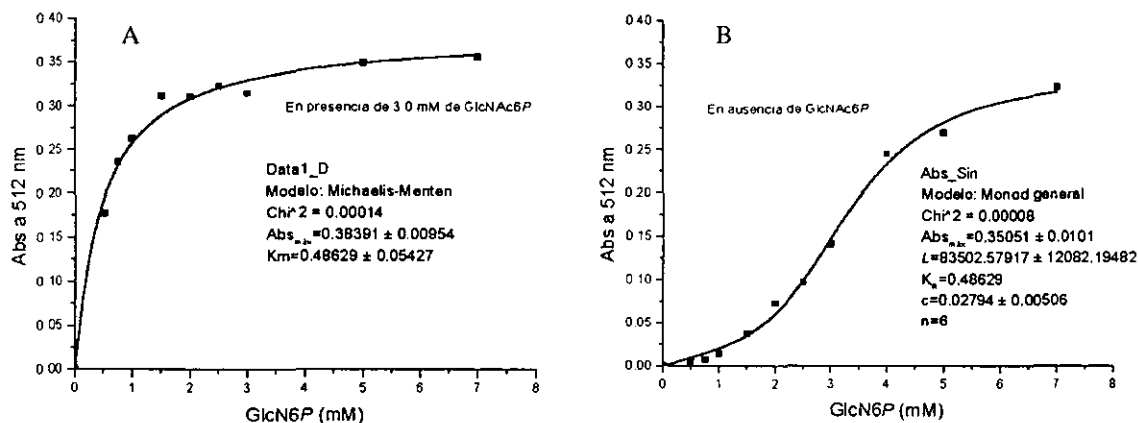 A
Abs a 512 nm
0 40
0.35
0 30
0 25
0 20
0.15
0 10
0.05
0 00
En presencia de 3 0 mM de GlcNAc6P
Data1_D
Modelo: Michaelis-Menten
Chi^2 = 0.00014
Abs_máx=0.38391 ± 0.00954
Km=0.48629 ± 0.05427
0 1 2 3 4 5 6 7 8
GlcN6P (mM)
B
Abs a 512 nm
0 40
0.35
0 30
0 25
0 20
0.15
0 10
0.05
0 00
En ausencia de GlcNAc6P
Abs_Sin
Modelo: Monod general
Chi^2 = 0.00008
Abs_máx=0.35051 ± 0.0101
L=83502.57917 ± 12082.19482
K_R=0.48629
c=0.02794 ± 0.00506
n=6
0 1 2 3 4 5 6 7 8
GlcN6P (mM)